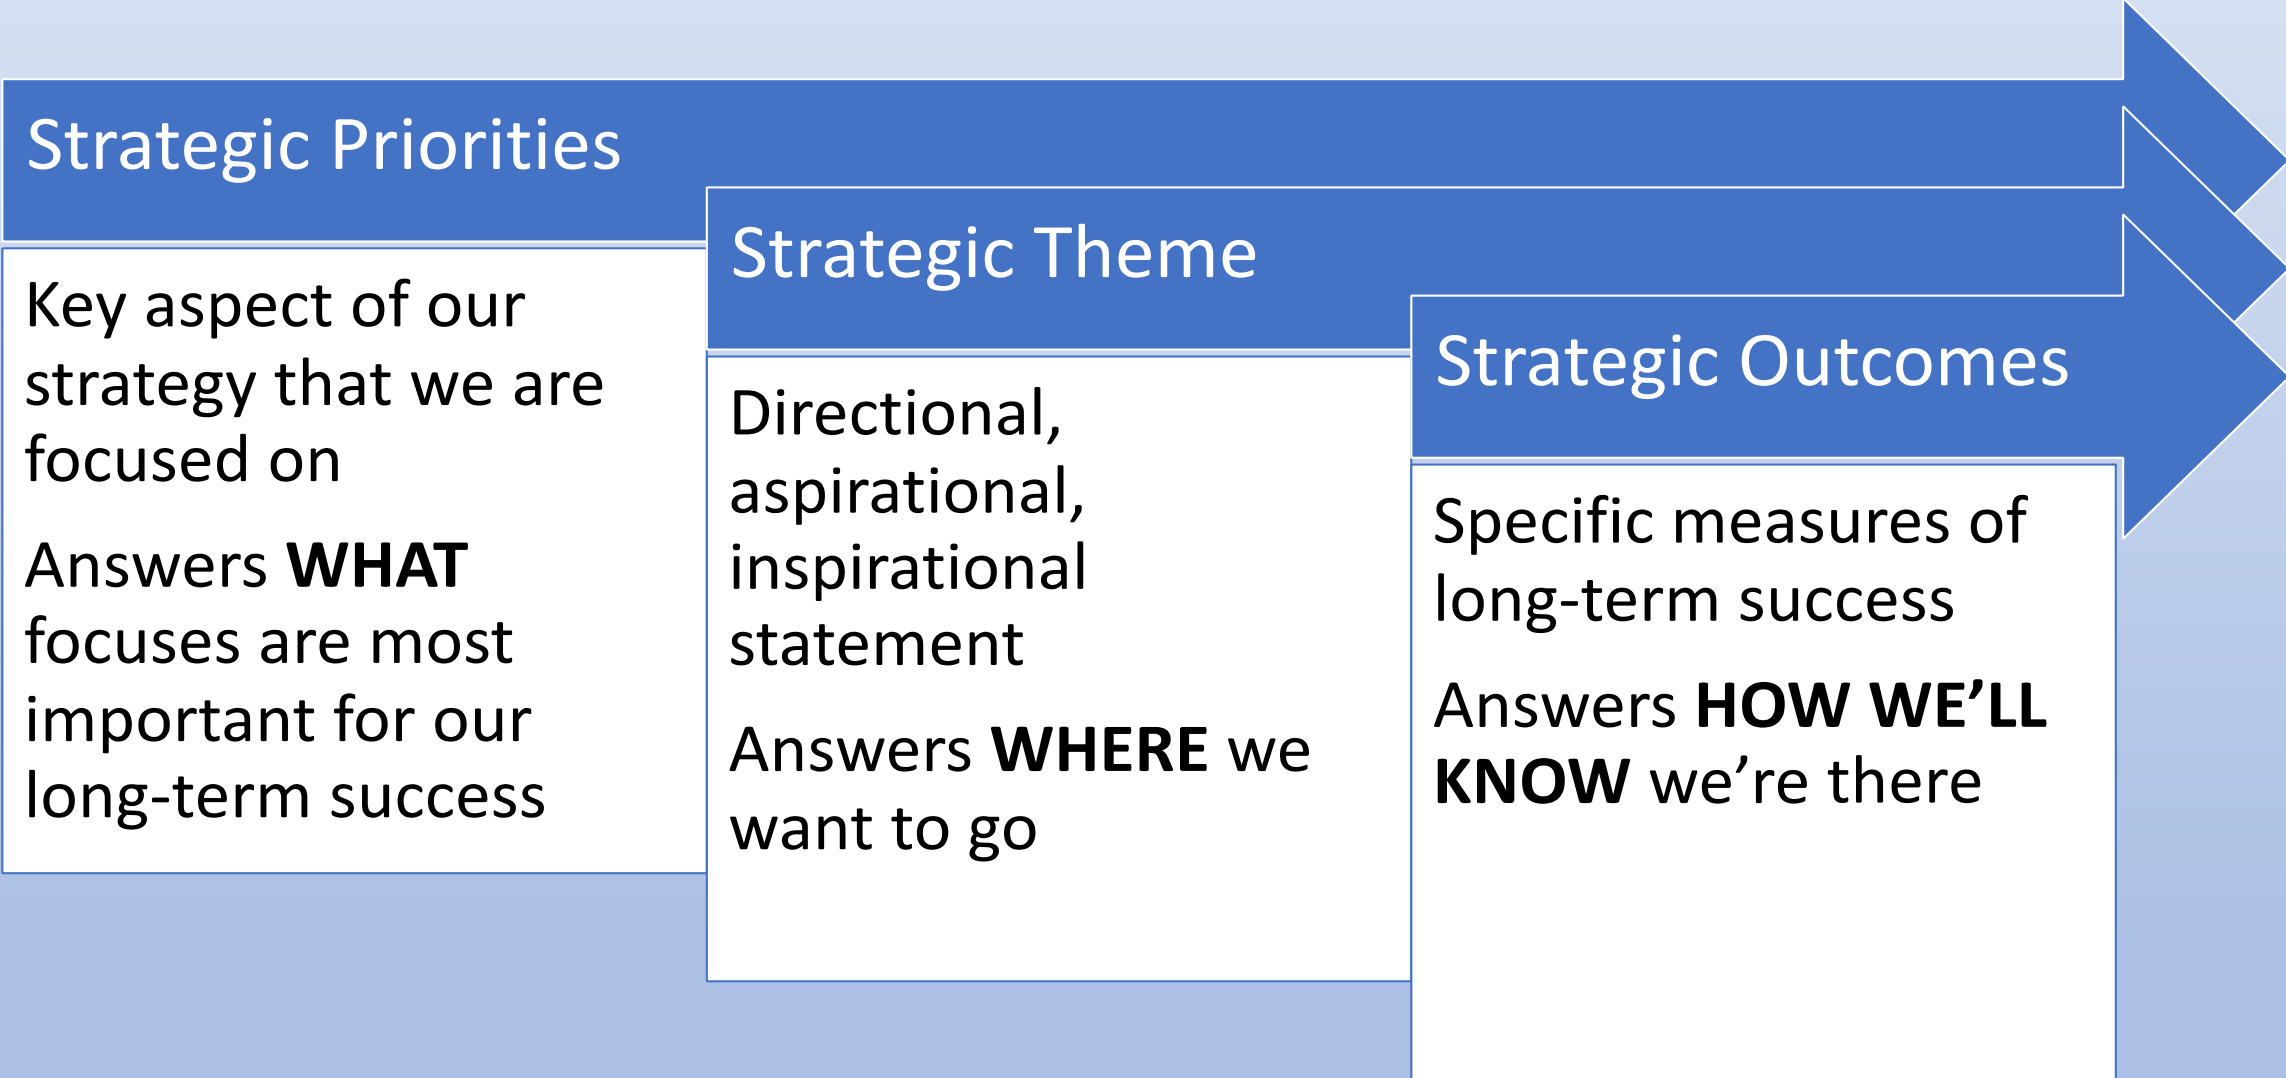 Strategic Priorities
Key aspect of our
strategy that we are
focused on
Answers WHAT
focuses are most
important for our
long-term success
Strategic Theme
Directional,
aspirational,
inspirational
statement
Answers WHERE we
want to go
Strategic Outcomes
Specific measures of
long-term success
Answers HOW WE’LL
KNOW we’re there